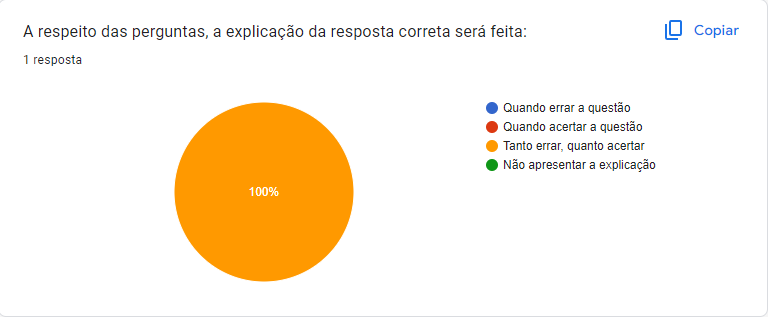 A respeito das perguntas, a explicação da resposta correta será feita:
Copiar
1 resposta
Quando errar a questão
Quando acertar a questão
Tanto errar, quanto acertar
Não apresentar a explicação
100%